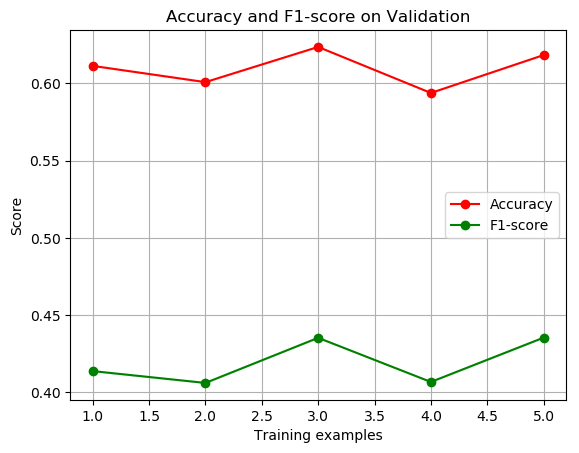 Accuracy and F1-score on Validation
0.60
0.55
0.50
0.45
0.40
Score
Accuracy
F1-score
1.0 1.5 2.0 2.5 3.0 3.5 4.0 4.5 5.0
Training examples